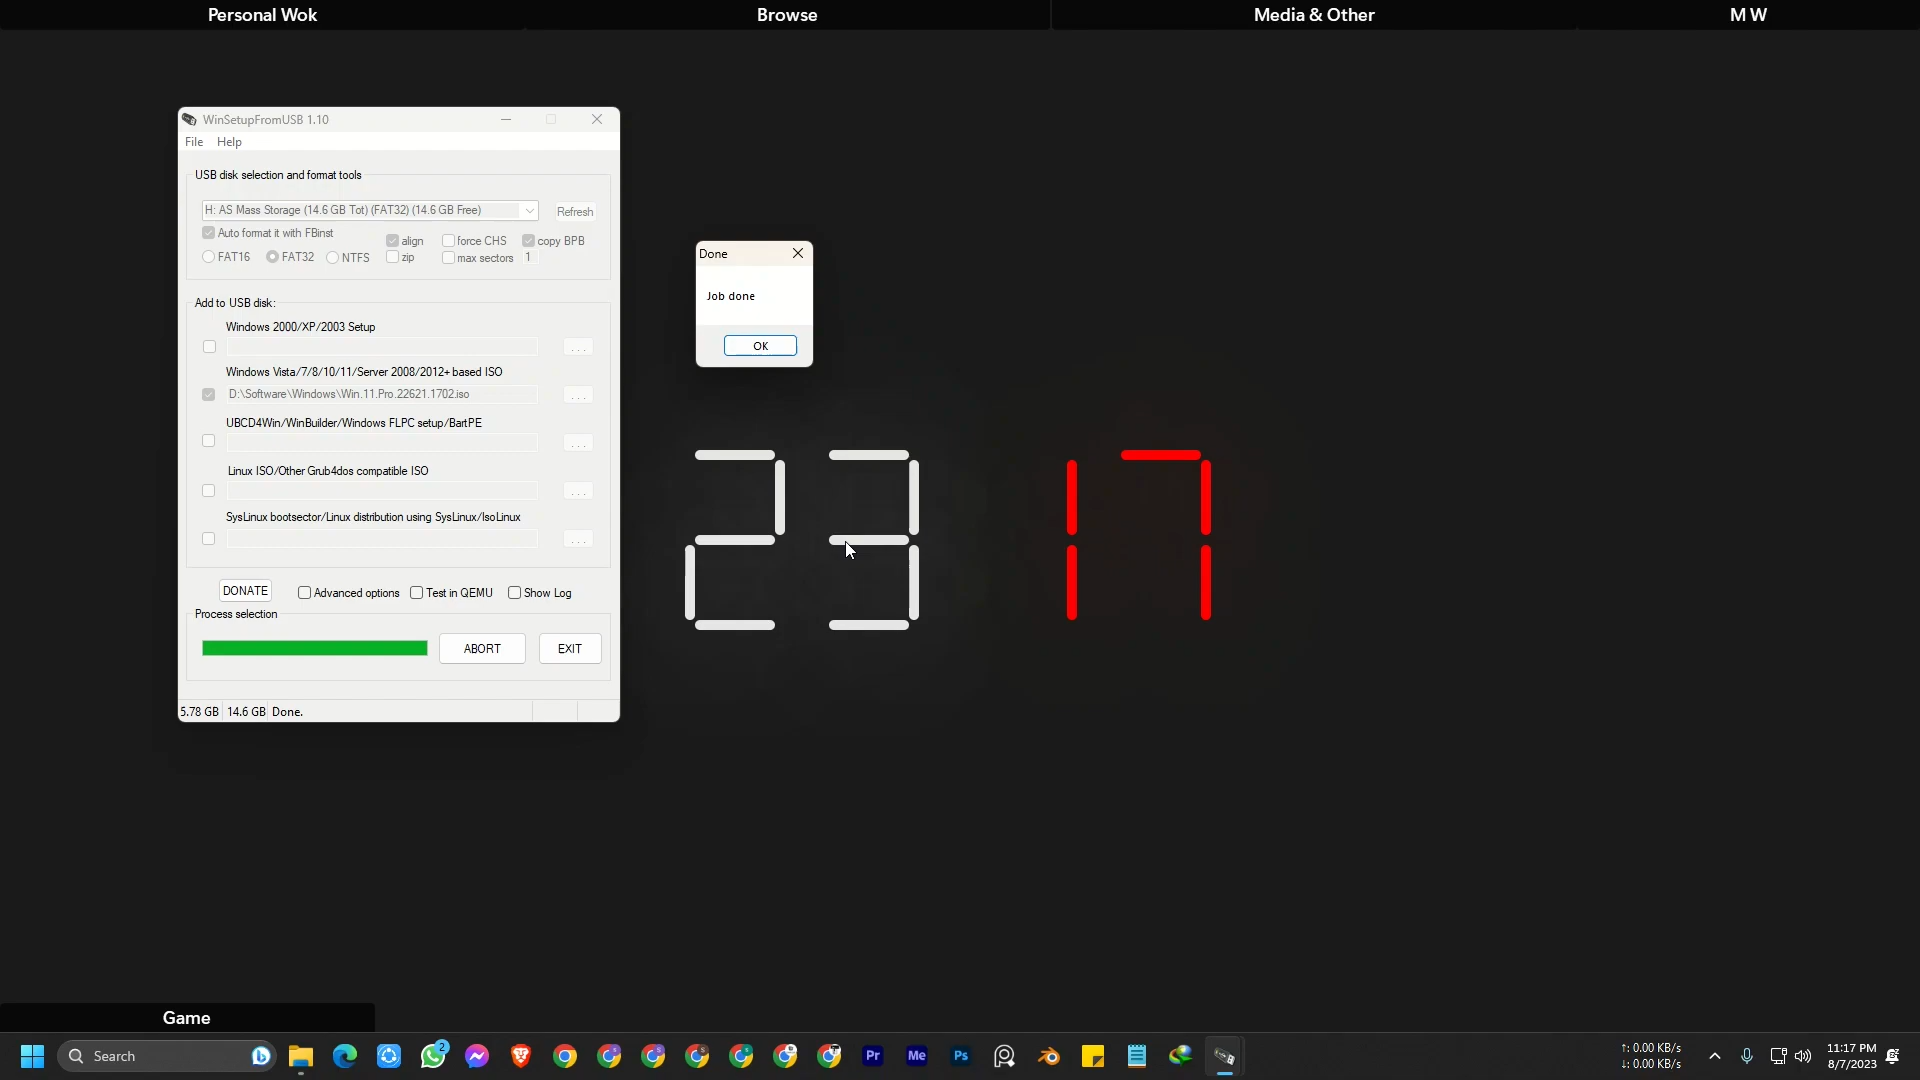 Personal Wok
Browse
Media & Other
M W
WinSetupFromUSB 1.10
File Help
USB disk selection and format tools
H: AS Mass Storage (14.6 GB Tot) (FAT32) (14.6 GB Free)
Refresh
Auto format it with FBinst
align
force CHS
copy BPB
FAT16
FAT32
NTFS
zip
max sectors
1
Add to USB disk:
Windows 2000/XP/2003 Setup
...
Windows Vista/7/8/10/11/Server 2008/2012+ based ISO
D:\Software\Windows\Win.11.Pro.22621.1702.iso
...
UBCD4Win/WinBuilder/Windows FLPC setup/BartPE
...
Linux ISO/Other Grub4dos compatible ISO
...
SysLinux bootsector/Linux distribution using SysLinux/IsoLinux
...
DONATE
Advanced options
Test in QEMU
Show Log
Process selection
ABORT
EXIT
5.78 GB 14.6 GB Done.
Done
Job done
OK
23 17
Game
Search
2
Pr
Me
Ps
↑: 0.00 KB/s
↓: 0.00 KB/s
11:17 PM
8/7/2023